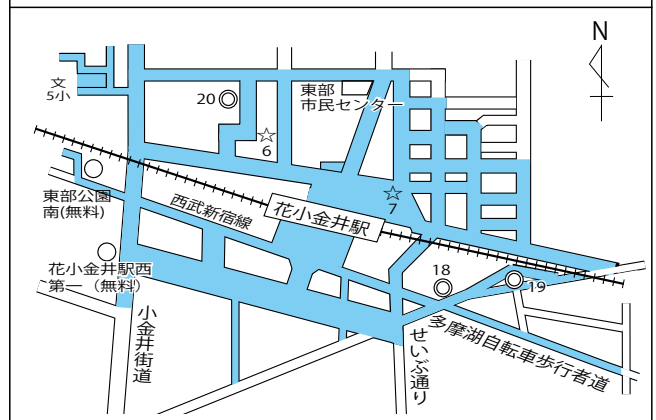 N
文
5小
20
東部
市民センター
☆
6
☆
7
東部公園
南(無料)
西武新宿線
花小金井駅
花小金井駅西
第一（無料）
18
19
小金井街道
せいぶ通り
多摩湖自転車歩行者道